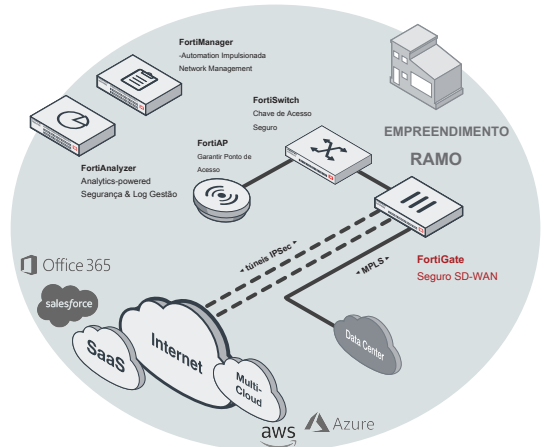 FortiManager
-Automation Impulsionada
Network Management
FortiAnalyzer
Analytics-powered
Segurança & Log Gestão
FortiSwitch
Chave de Acesso
Seguro
FortiAP
Garantir Ponto de
Acesso
EMPREENDIMENTO
RAMO
FortiGate
Seguro SD-WAN
túneis IPSec
MPLS
Office 365
salesforce
SaaS
Internet
Multi-
Cloud
Data Center
aws
Azure